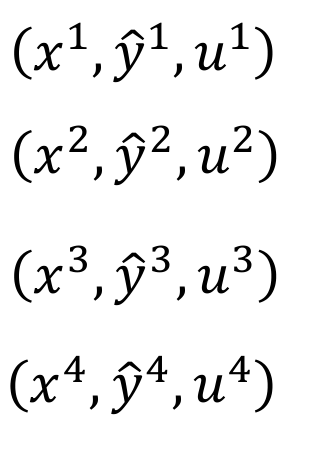 (x¹, ŷ¹, u¹)
(x², ŷ², u²)
(x³, ŷ³, u³)
(x⁴, ŷ⁴, u⁴)